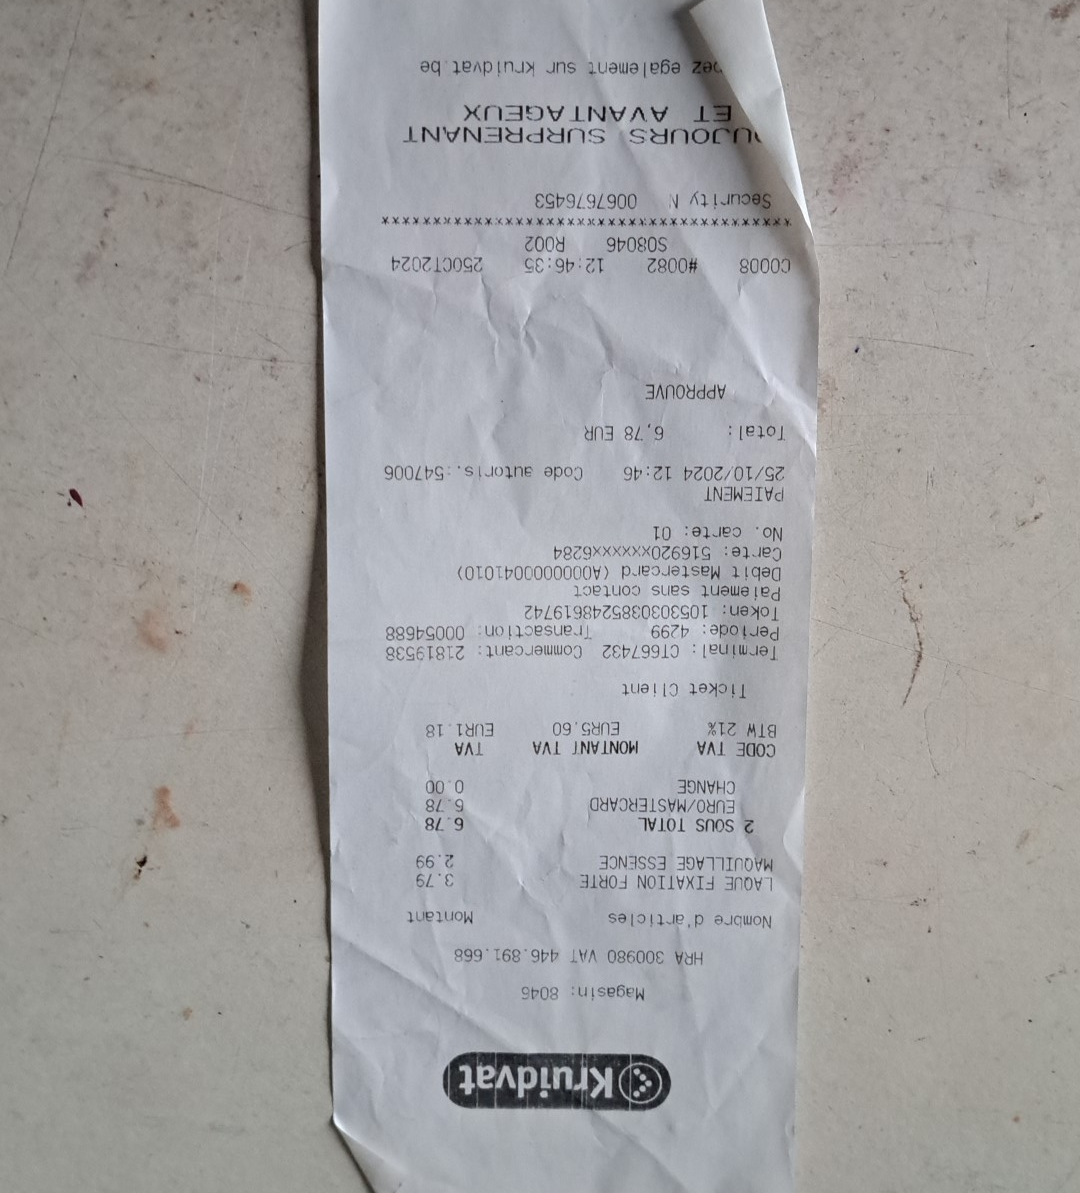 Kruidvat
Magasin: 8046
HRA 300980 VAT 446.891.668
Nombre d'articles Montant
LAQUE FIXATION FORTE 3.79
MAQUILLAGE ESSENCE 2.99
2 SOUS TOTAL 6.78
EURO/MASTERCARD 6.78
CHANGE 0.00
CODE TVA MONTANT TVA TVA
BTW 21% EUR5.60 EUR1.18
Ticket Client
Terminal: CT667432 Commercant: 21819538
Periode: 4299 Transaction: 00054688
Token: 1053030385248619742
Paiement sans contact
Debit Mastercard (A0000000041010)
Carte: 516920xxxxxx6284
No. carte: 01
PAIEMENT
25/10/2024 12:46 Code autoris.:547006
Total: 6,78 EUR
APPROUVE
C0008 #0082 12:46:35 25OCT2024
S08046 R002
****************************************
Security N 0067676453
OUJOURS SURPRENANT
ET AVANTAGEUX
pez egalement sur kruidvat.be